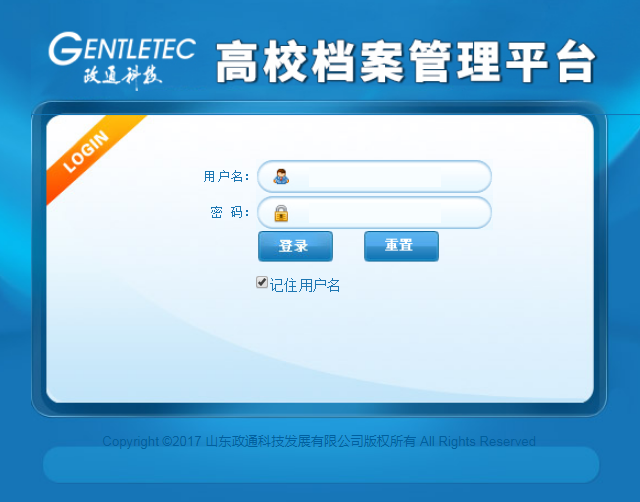 GENTLETEC
政通科技
高校档案管理平台
LOGIN
用户名：
密 码：
登录 重置
记住用户名
Copyright ©2017 山东政通科技发展有限公司版权所有 All Rights Reserved